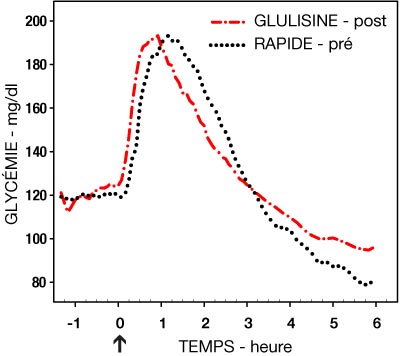 GLULISINE - post
RAPIDE - pré
GLYCÉMIE - mg/dl
200
180
160
140
120
100
80
-1 0 1 2 3 4 5 6
TEMPS - heure